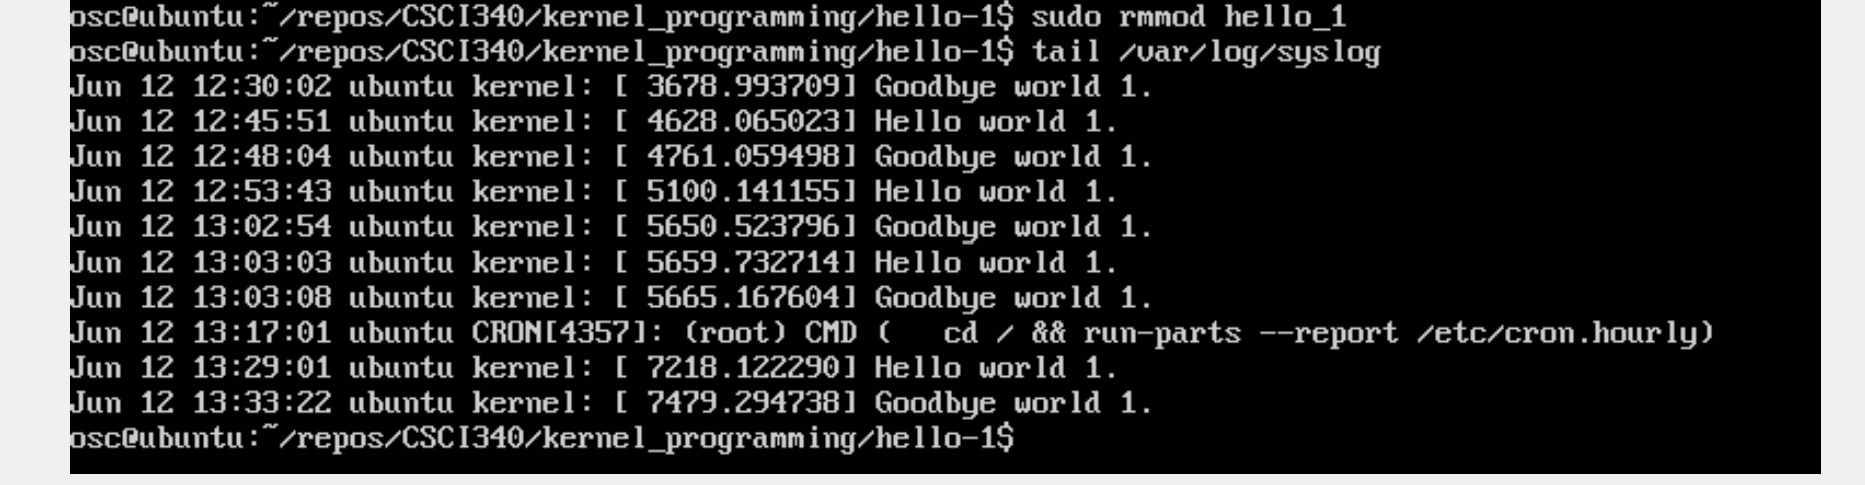 osc@ubuntu:~/repos/CSCI340/kernel_programming/hello-1$ sudo rmmod hello_1
osc@ubuntu:~/repos/CSCI340/kernel_programming/hello-1$ tail /var/log/syslog
Jun 12 12:30:02 ubuntu kernel: [ 3678.993709] Goodbye world 1.
Jun 12 12:45:51 ubuntu kernel: [ 4628.065023] Hello world 1.
Jun 12 12:48:04 ubuntu kernel: [ 4761.059498] Goodbye world 1.
Jun 12 12:53:43 ubuntu kernel: [ 5100.141155] Hello world 1.
Jun 12 13:02:54 ubuntu kernel: [ 5650.523796] Goodbye world 1.
Jun 12 13:03:03 ubuntu kernel: [ 5659.732714] Hello world 1.
Jun 12 13:03:08 ubuntu kernel: [ 5665.167604] Goodbye world 1.
Jun 12 13:17:01 ubuntu CRON[4357]: (root) CMD (   cd / && run-parts --report /etc/cron.hourly)
Jun 12 13:29:01 ubuntu kernel: [ 7218.122290] Hello world 1.
Jun 12 13:33:22 ubuntu kernel: [ 7479.294738] Goodbye world 1.
osc@ubuntu:~/repos/CSCI340/kernel_programming/hello-1$